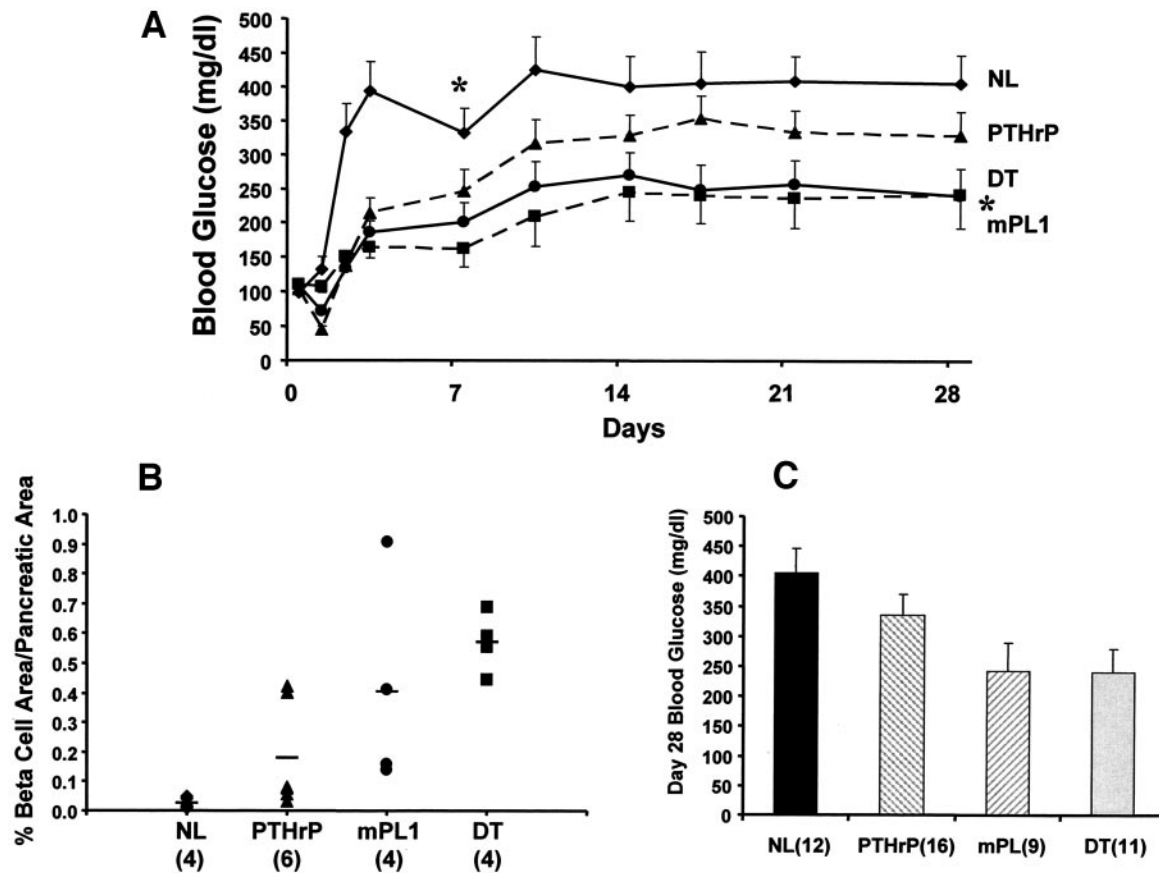 A
Blood Glucose (mg/dl)
500
450
400
350
300
250
200
150
100
50
0
*
NL
PTHrP
DT
*
mPL1
0 7 14 21 28
Days
B
% Beta Cell Area/Pancreatic Area
1.0
0.9
0.8
0.7
0.6
0.5
0.4
0.3
0.2
0.1
0.0
NL PTHrP mPL1 DT
(4) (6) (4) (4)
C
Day 28 Blood Glucose (mg/dl)
500
450
400
350
300
250
200
150
100
50
0
NL(12) PTHrP(16) mPL(9) DT(11)